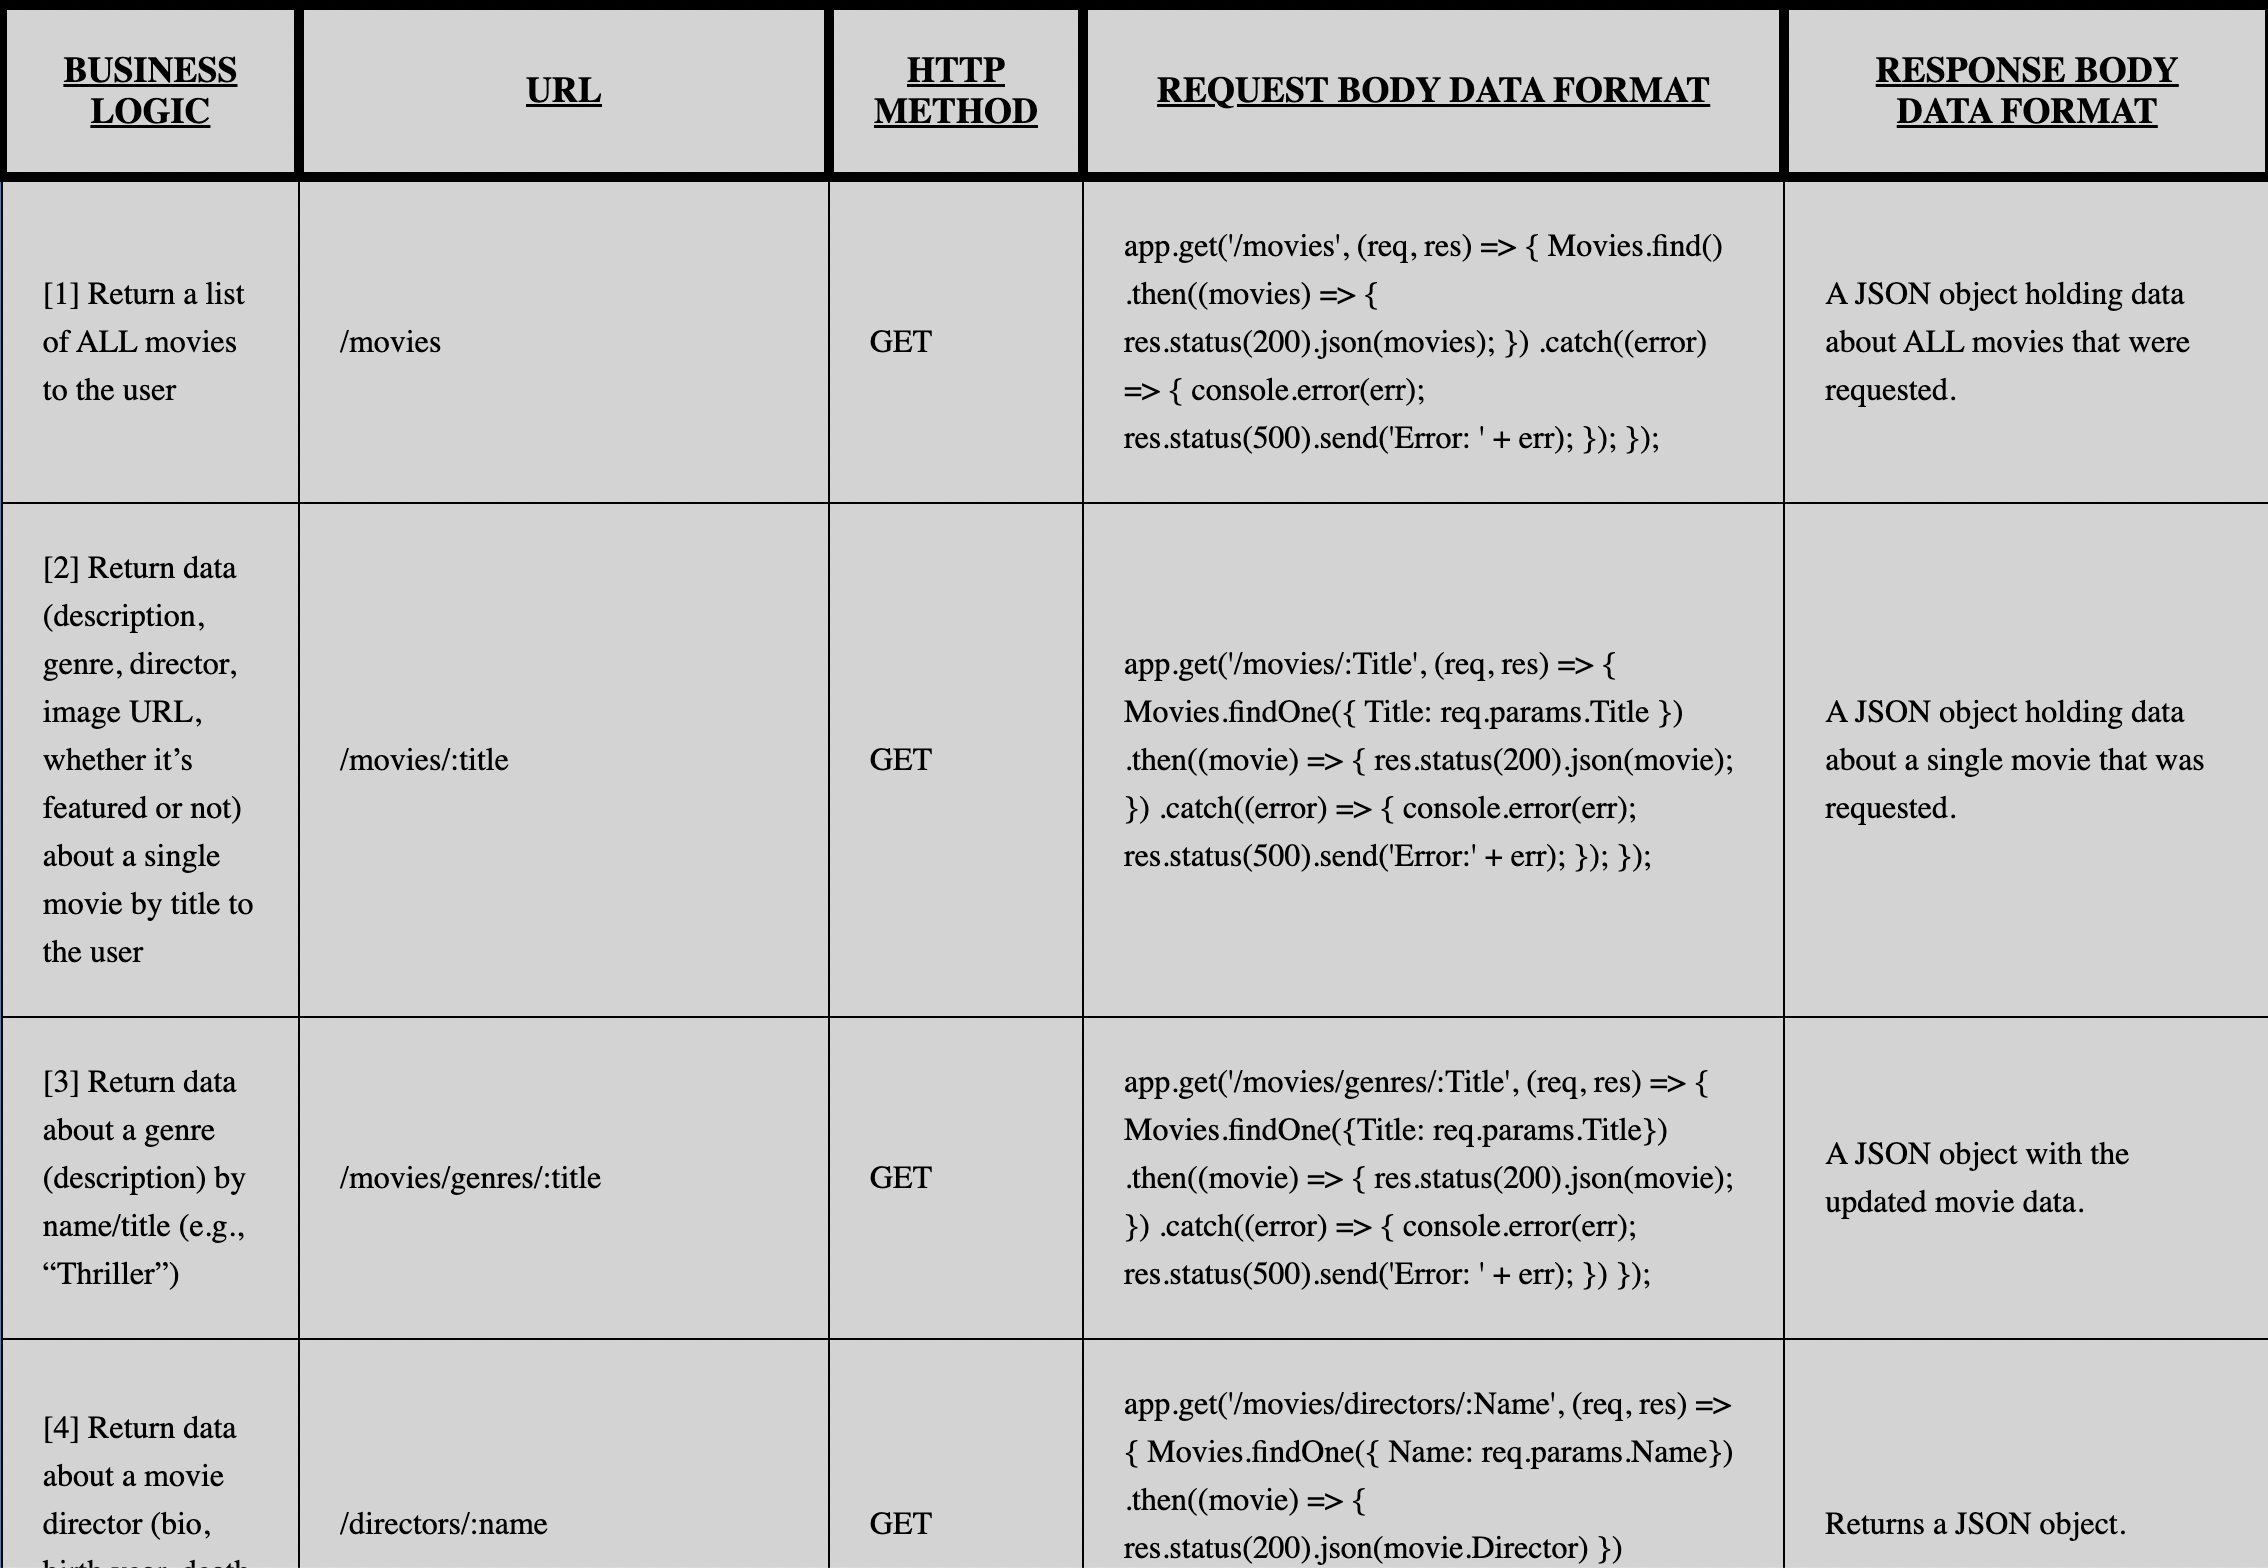 BUSINESS
LOGIC
URL
HTTP
METHOD
REQUEST BODY DATA FORMAT
RESPONSE BODY
DATA FORMAT
[1] Return a list
of ALL movies
to the user
/movies
GET
app.get('/movies', (req, res) => { Movies.find()
.then((movies) => {
res.status(200).json(movies); }) .catch((error)
=> { console.error(err);
res.status(500).send('Error: ' + err); }); });
A JSON object holding data
about ALL movies that were
requested.
[2] Return data
(description,
genre, director,
image URL,
whether it’s
featured or not)
about a single
movie by title to
the user
/movies/:title
GET
app.get('/movies/:Title', (req, res) => {
Movies.findOne({ Title: req.params.Title })
.then((movie) => { res.status(200).json(movie);
}) .catch((error) => { console.error(err);
res.status(500).send('Error:' + err); }); });
A JSON object holding data
about a single movie that was
requested.
[3] Return data
about a genre
(description) by
name/title (e.g.,
“Thriller”)
/movies/genres/:title
GET
app.get('/movies/genres/:Title', (req, res) => {
Movies.findOne({Title: req.params.Title})
.then((movie) => { res.status(200).json(movie);
}) .catch((error) => { console.error(err);
res.status(500).send('Error: ' + err); }) });
A JSON object with the
updated movie data.
[4] Return data
about a movie
director (bio,
birth year, death
/directors/:name
GET
app.get('/movies/directors/:Name', (req, res) =>
{ Movies.findOne({ Name: req.params.Name})
.then((movie) => {
res.status(200).json(movie.Director) })
Returns a JSON object.